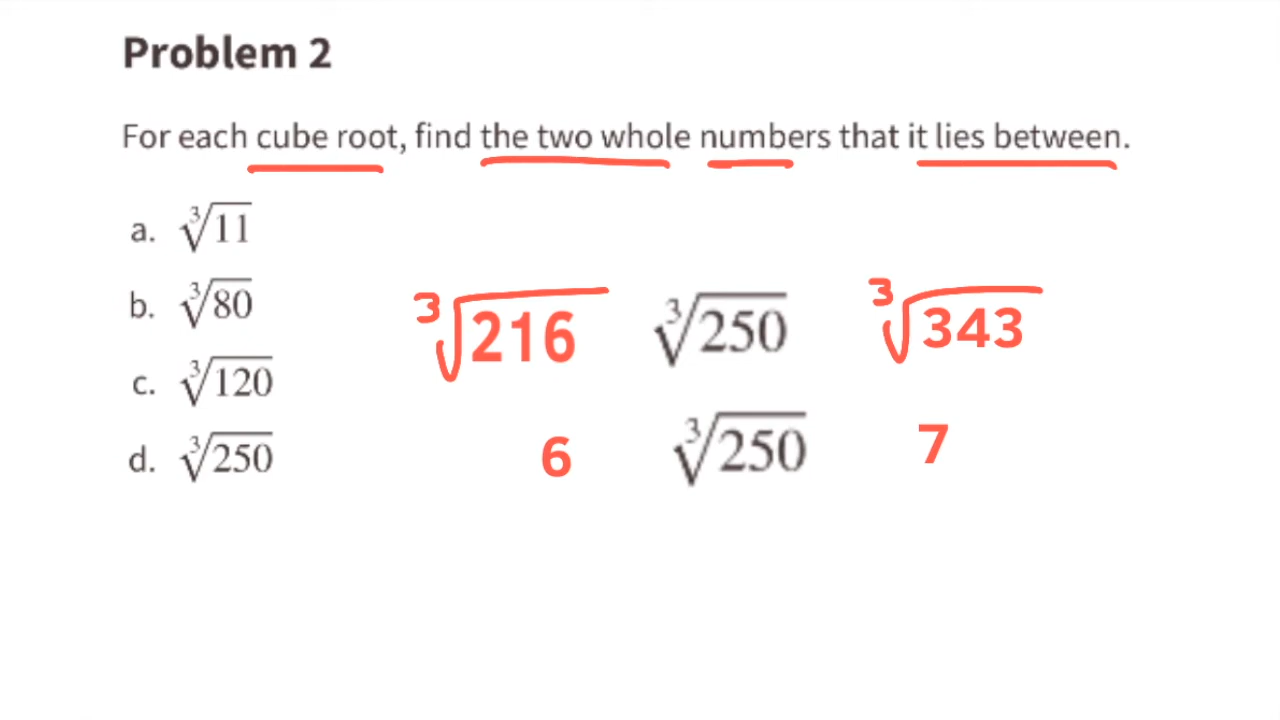 Problem 2
For each cube root, find the two whole numbers that it lies between.
a. ∛11
b. ∛80
c. ∛120
d. ∛250
∛216 ∛250 ∛343
6 ∛250 7